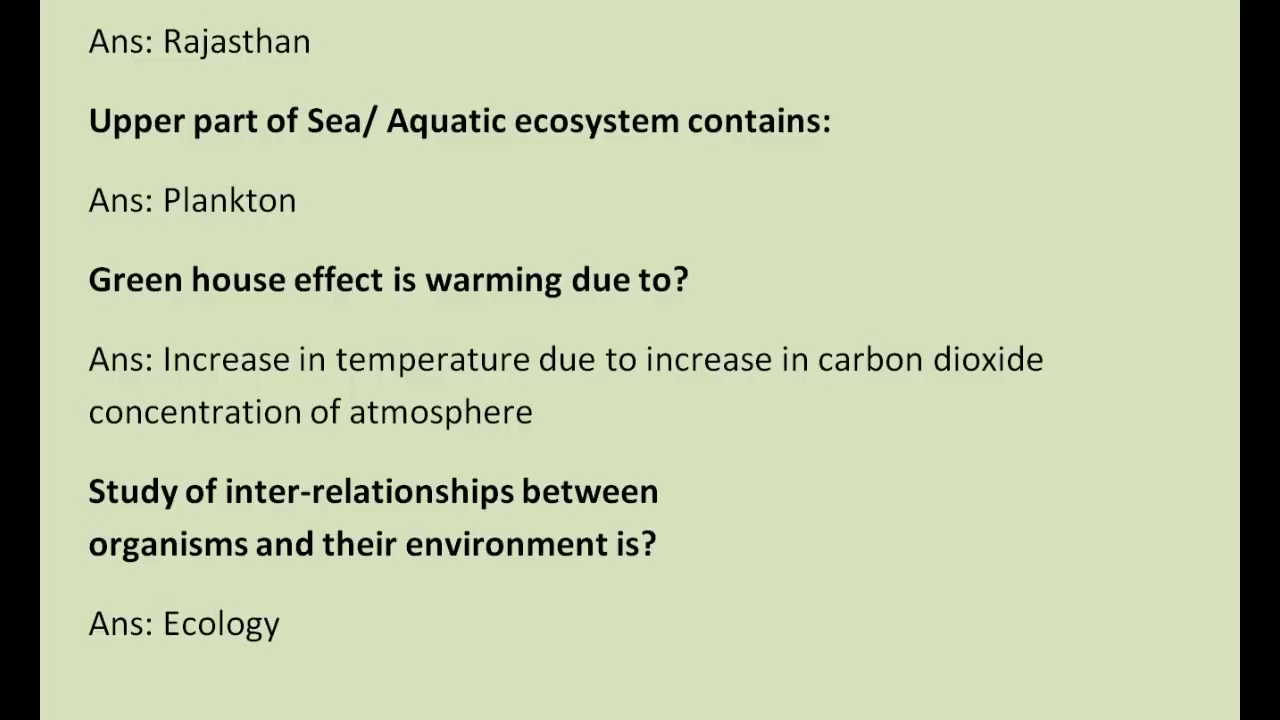 Ans: Rajasthan
Upper part of Sea/ Aquatic ecosystem contains:
Ans: Plankton
Green house effect is warming due to?
Ans: Increase in temperature due to increase in carbon dioxide
concentration of atmosphere
Study of inter-relationships between
organisms and their environment is?
Ans: Ecology